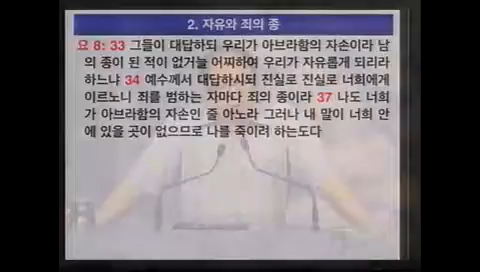 2. 자유와 죄의 종
요 8: 33 그들이 대답하되 우리가 아브라함의 자손이라 남
의 종이 된 적이 없거늘 어찌하여 우리가 자유롭게 되리라
하느냐 34 예수께서 대답하시되 진실로 진실로 너희에게
이르노니 죄를 범하는 자마다 죄의 종이라 37 나도 너희
가 아브라함의 자손인 줄 아노라 그러나 내 말이 너희 안
에 있을 곳이 없으므로 나를 죽이려 하는도다